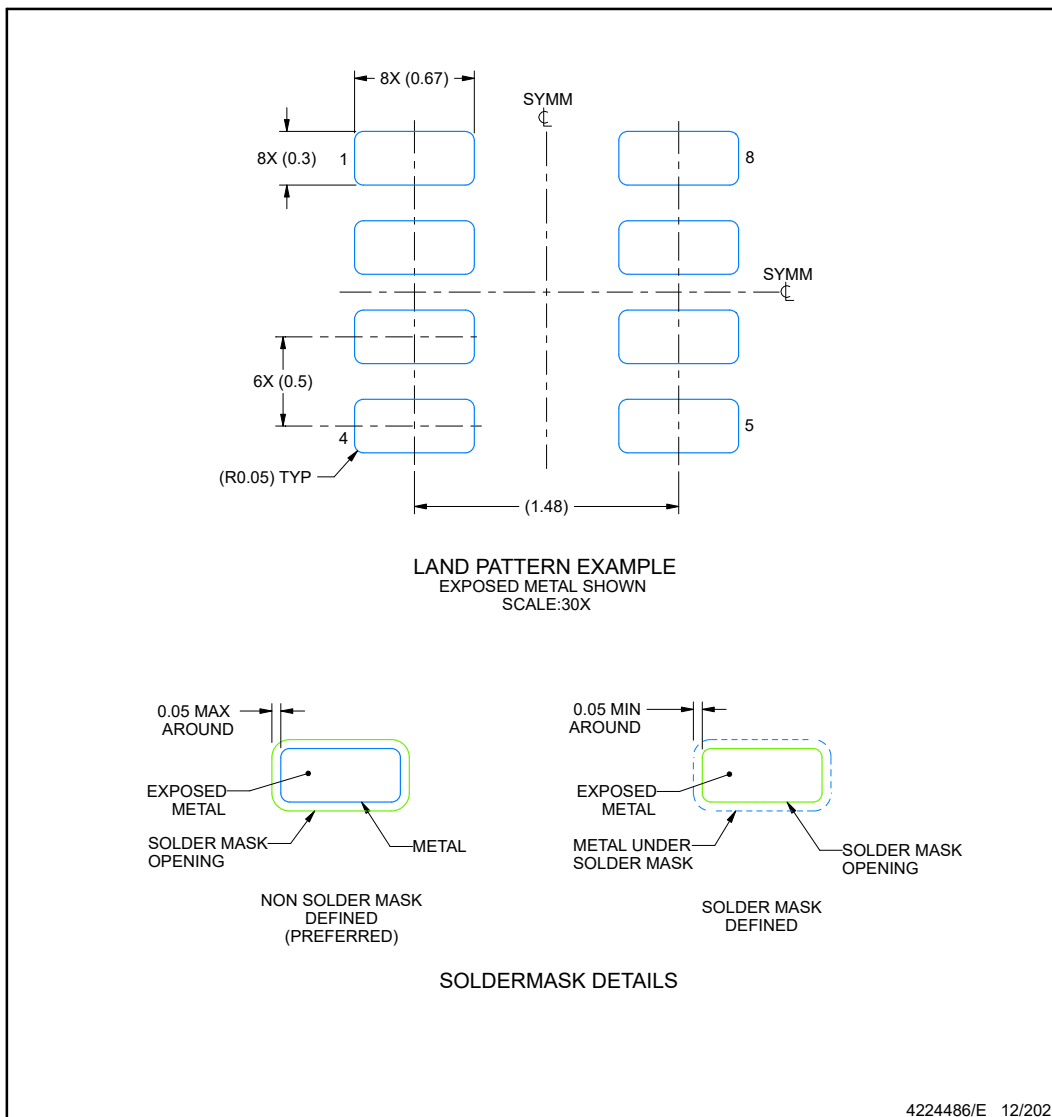 8X (0.67)
SYMM
℄
8X (0.3)
1
8
SYMM
℄
6X (0.5)
4
5
(R0.05) TYP
(1.48)
LAND PATTERN EXAMPLE
EXPOSED METAL SHOWN
SCALE:30X
0.05 MAX
AROUND
EXPOSED
METAL
SOLDER MASK
OPENING
METAL
NON SOLDER MASK
DEFINED
(PREFERRED)
0.05 MIN
AROUND
EXPOSED
METAL
METAL UNDER
SOLDER MASK
SOLDER MASK
OPENING
SOLDER MASK
DEFINED
SOLDERMASK DETAILS
4224486/E 12/202